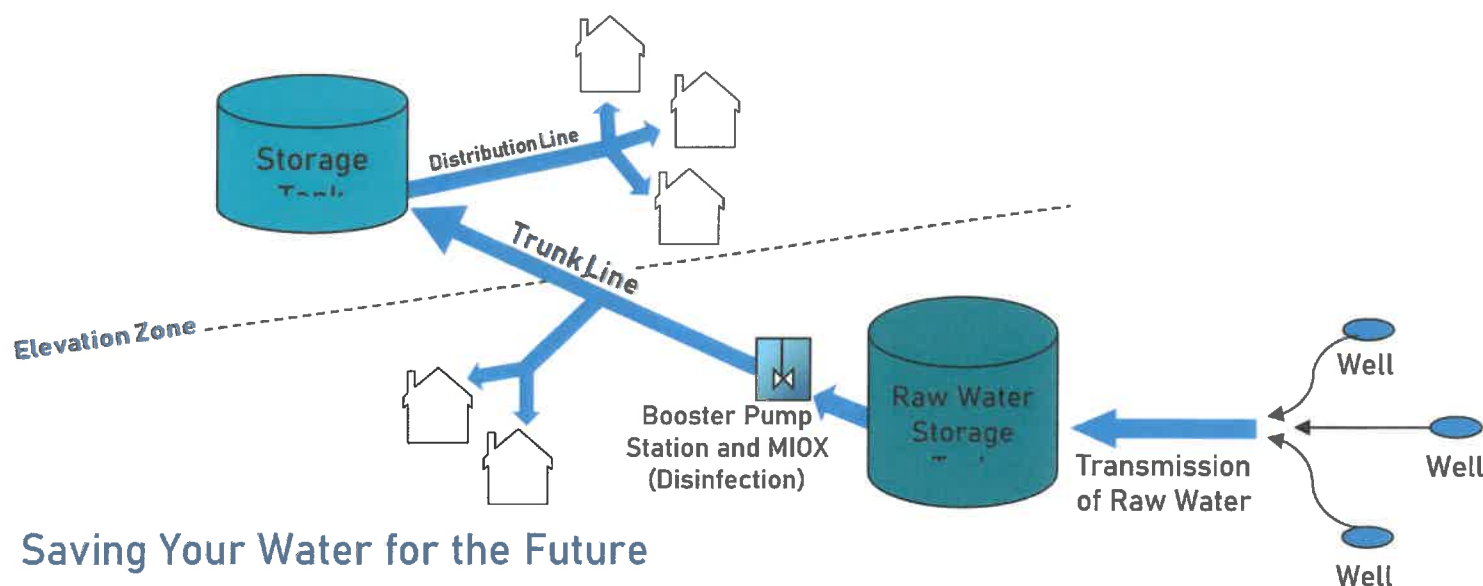 Storage
Distribution Line
Trunk Line
Elevation Zone
Booster Pump
Station and MIOX
(Disinfection)
Raw Water
Storage
Transmission
of Raw Water
Well
Well
Well
Saving Your Water for the Future